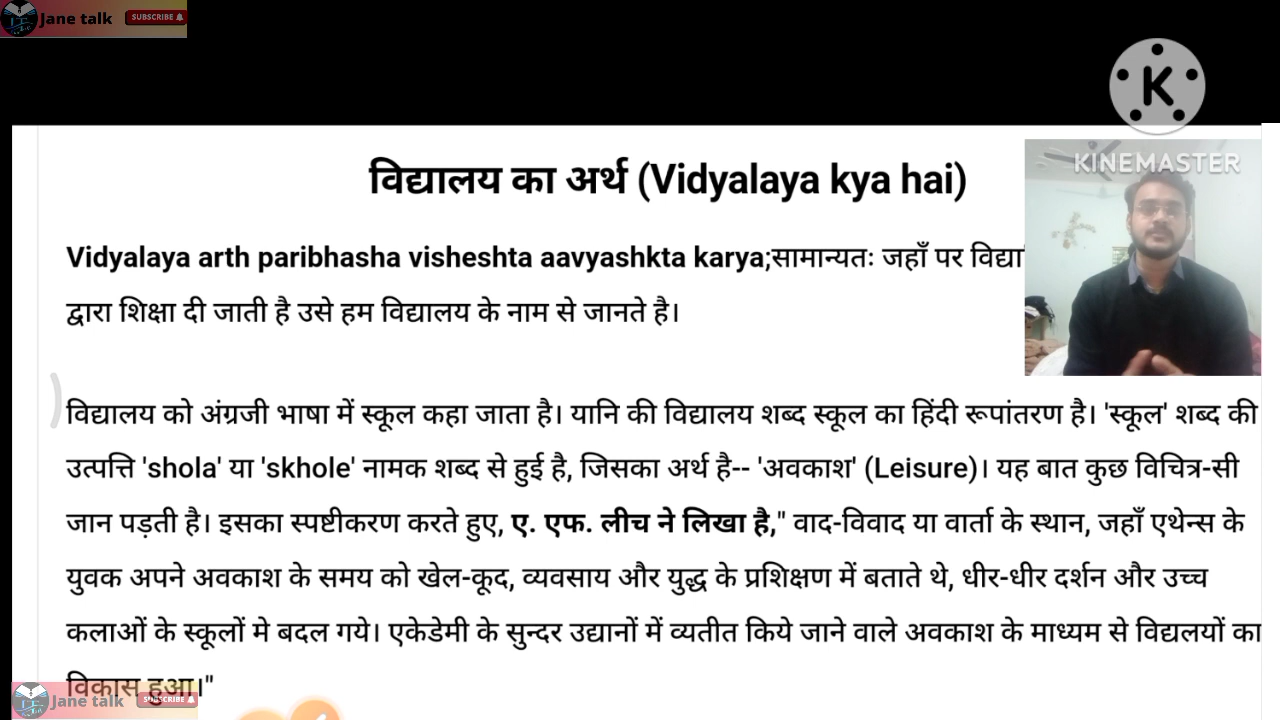 Jane talk SUBSCRIBE
K
KINEMASTER
विद्यालय का अर्थ (Vidyalaya kya hai)
Vidyalaya arth paribhasha visheshta aavyashkta karya;सामान्यतः जहाँ पर
द्वारा शिक्षा दी जाती है उसे हम विद्यालय के नाम से जानते है।
विद्यालय को अंग्रजी भाषा में स्कूल कहा जाता है। यानि की विद्यालय शब्द स्कूल का हिंदी रूपांतरण है। 'स्कूल' शब्द की
उत्पत्ति 'shola' या 'skhole' नामक शब्द से हुई है, जिसका अर्थ है-- 'अवकाश' (Leisure)। यह बात कुछ विचित्र-सी
जान पड़ती है। इसका स्पष्टीकरण करते हुए, ए. एफ. लीच ने लिखा है," वाद-विवाद या वार्ता के स्थान, जहाँ एथेन्स के
युवक अपने अवकाश के समय को खेल-कूद, व्यवसाय और युद्ध के प्रशिक्षण में बताते थे, धीर-धीर दर्शन और उच्च
कलाओं के स्कूलों मे बदल गये। एकेडेमी के सुन्दर उद्यानों में व्यतीत किये जाने वाले अवकाश के माध्यम से विद्यलयों का
विकास हुआ।"
Jane talk SUBSCRIBE